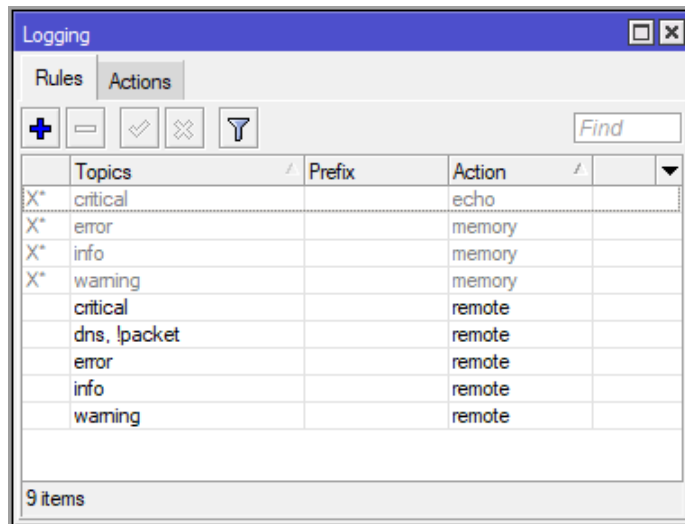 Logging
Rules Actions
Find
Topics Prefix Action
X* critical echo
X* error memory
X* info memory
X* warning memory
critical remote
dns, !packet remote
error remote
info remote
warning remote
9 items